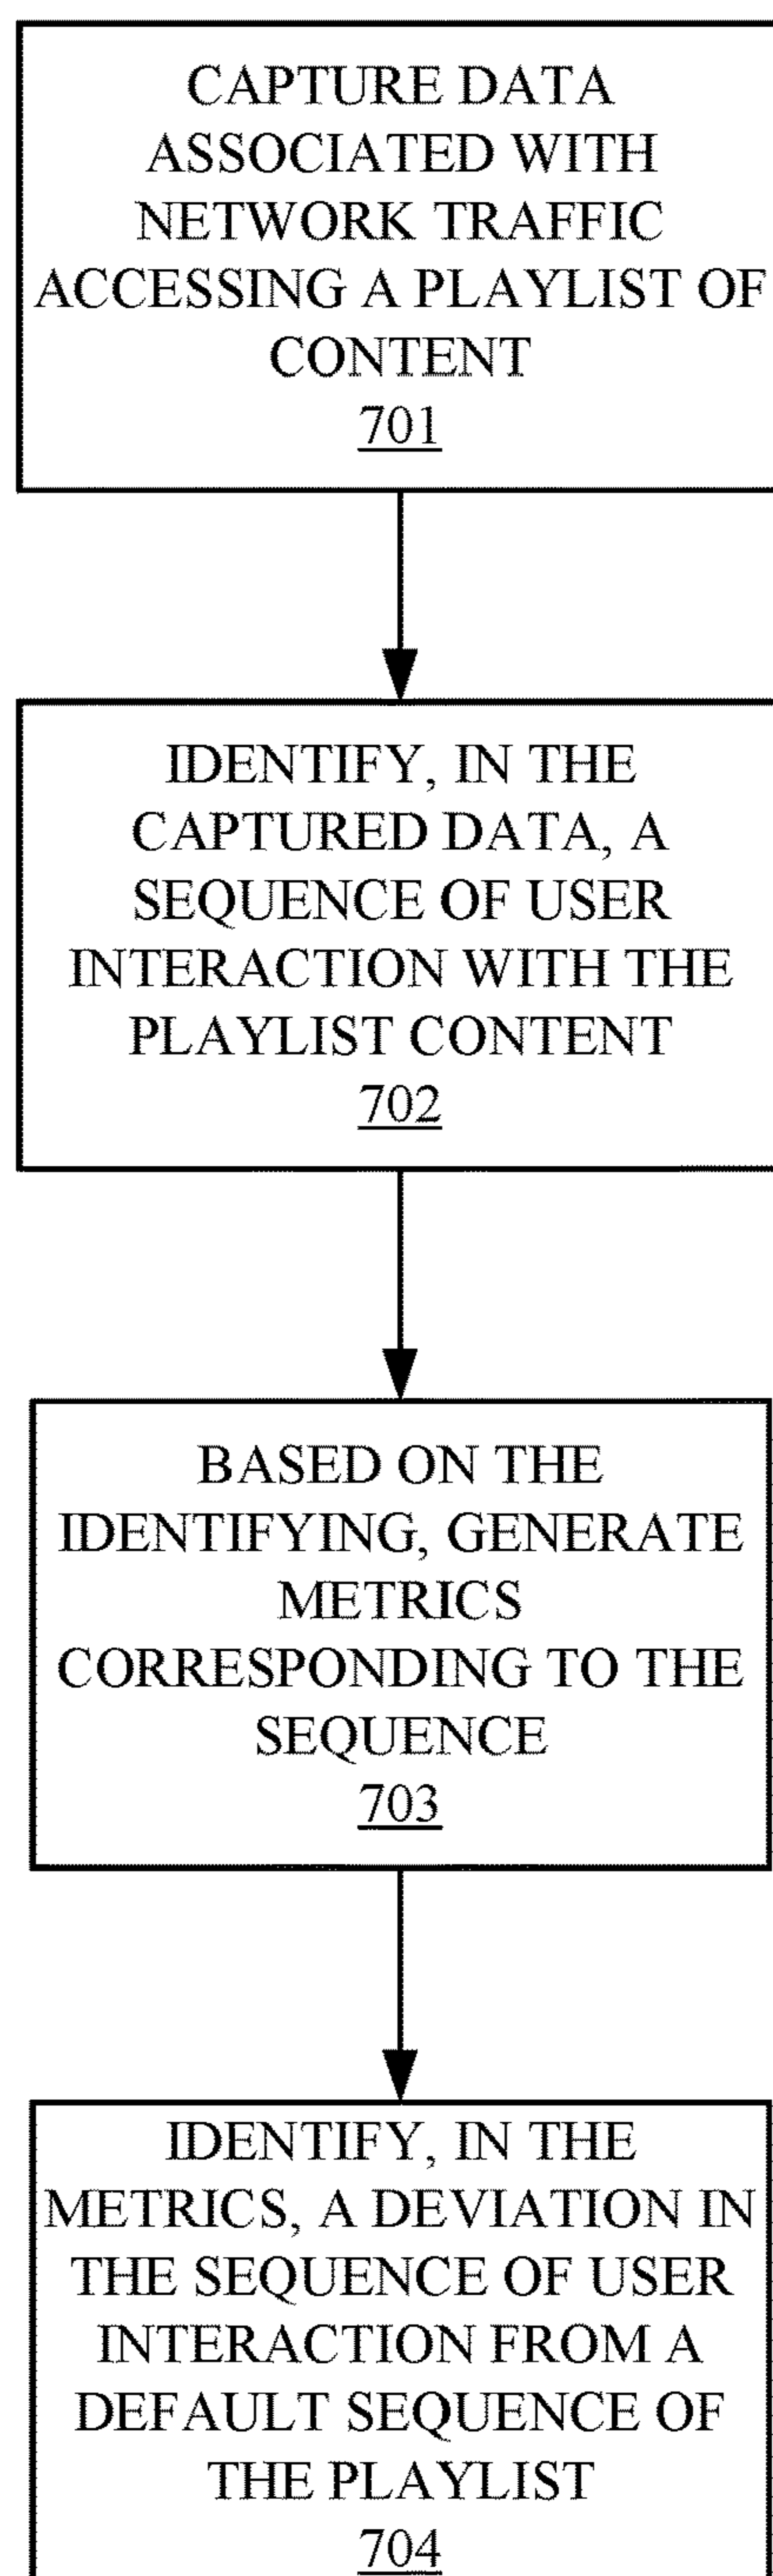 CAPTURE DATA
ASSOCIATED WITH
NETWORK TRAFFIC
ACCESSING A PLAYLIST OF
CONTENT
701
IDENTIFY, IN THE
CAPTURED DATA, A
SEQUENCE OF USER
INTERACTION WITH THE
PLAYLIST CONTENT
702
BASED ON THE
IDENTIFYING, GENERATE
METRICS
CORRESPONDING TO THE
SEQUENCE
703
IDENTIFY, IN THE
METRICS, A DEVIATION IN
THE SEQUENCE OF USER
INTERACTION FROM A
DEFAULT SEQUENCE OF
THE PLAYLIST
704